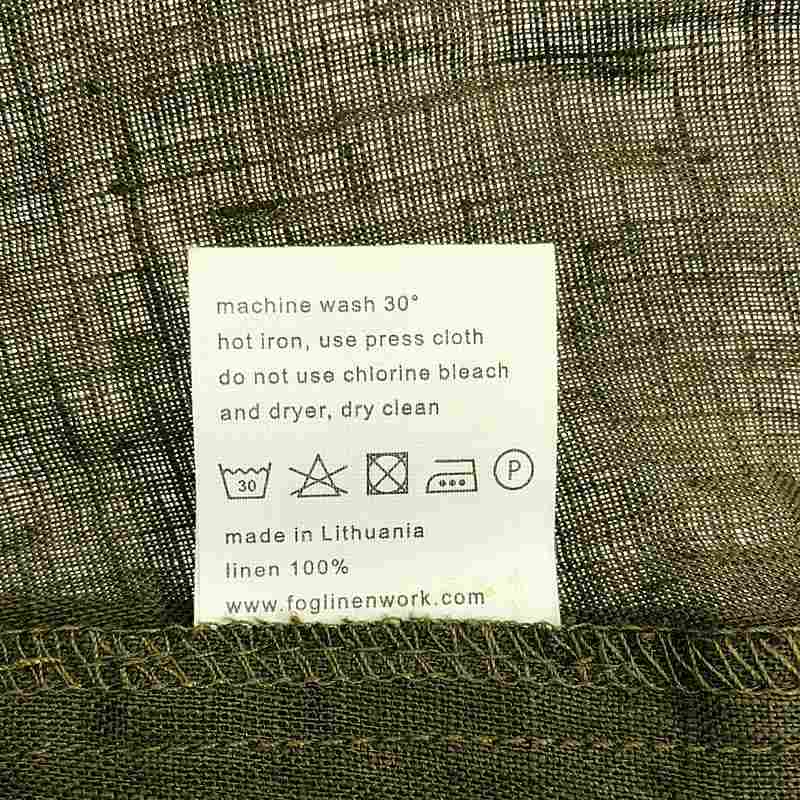 machine wash 30°
hot iron, use press cloth
do not use chlorine bleach
and dryer, dry clean
30 P
made in Lithuania
linen 100%
www.foglinenwork.com